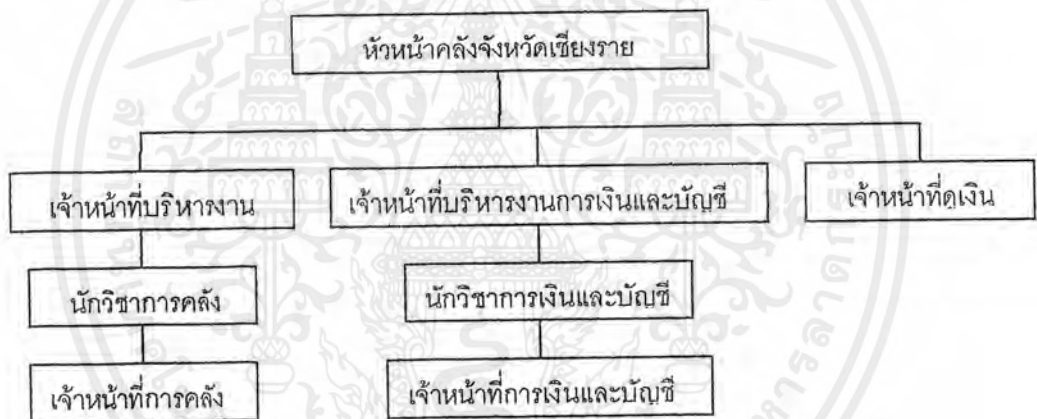 หัวหน้าคลังจังหวัดเชียงราย
เจ้าหน้าที่บริหารงาน
เจ้าหน้าที่บริหารงานการเงินและบัญชี
เจ้าหน้าที่ดูเงิน
นักวิชาการคลัง
นักวิชาการเงินและบัญชี
เจ้าหน้าที่การคลัง
เจ้าหน้าที่การเงินและบัญชี